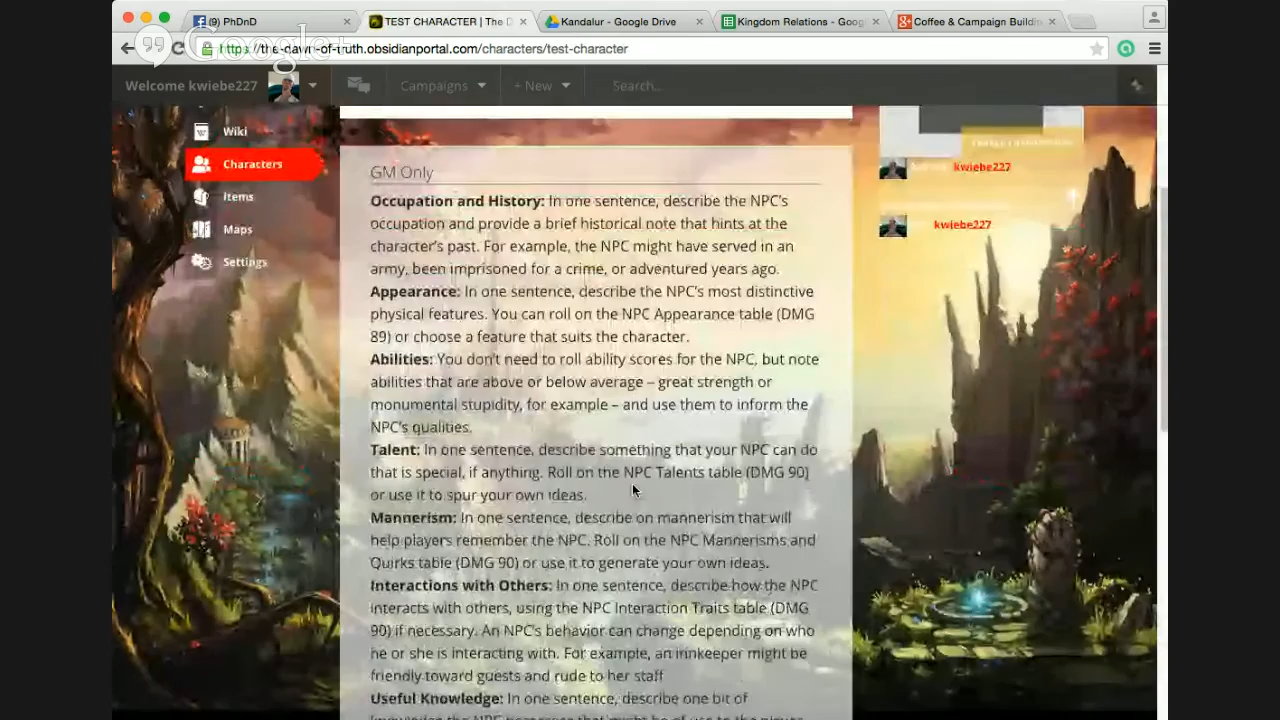 (9) PhDnD
TEST CHARACTER | The D
Kandalur - Google Drive
Kingdom Relations - Goog
Coffee & Campaign Buildin
Google+
https://the-dawn-of-truth.obsidianportal.com/characters/test-character
Welcome kwiebe227
Campaigns
+ New
Search...
Wiki
Characters
Items
Maps
Settings
GM Only
Occupation and History: In one sentence, describe the NPC's
occupation and provide a brief historical note that hints at the
character's past. For example, the NPC might have served in an
army, been imprisoned for a crime, or adventured years ago.
Appearance: In one sentence, describe the NPC's most distinctive
physical features. You can roll on the NPC Appearance table (DMG
89) or choose a feature that suits the character.
Abilities: You don't need to roll ability scores for the NPC, but note
abilities that are above or below average – great strength or
monumental stupidity, for example – and use them to inform the
NPC's qualities.
Talent: In one sentence, describe something that your NPC can do
that is special, if anything. Roll on the NPC Talents table (DMG 90)
or use it to spur your own ideas.
Mannerism: In one sentence, describe on mannerism that will
help players remember the NPC. Roll on the NPC Mannerisms and
Quirks table (DMG 90) or use it to generate your own ideas.
Interactions with Others: In one sentence, describe how the NPC
interacts with others, using the NPC Interaction Traits table (DMG
90) if necessary. An NPC's behavior can change depending on who
he or she is interacting with. For example, an innkeeper might be
friendly toward guests and rude to her staff
Useful Knowledge: In one sentence, describe one bit of
kwiebe227
kwiebe227